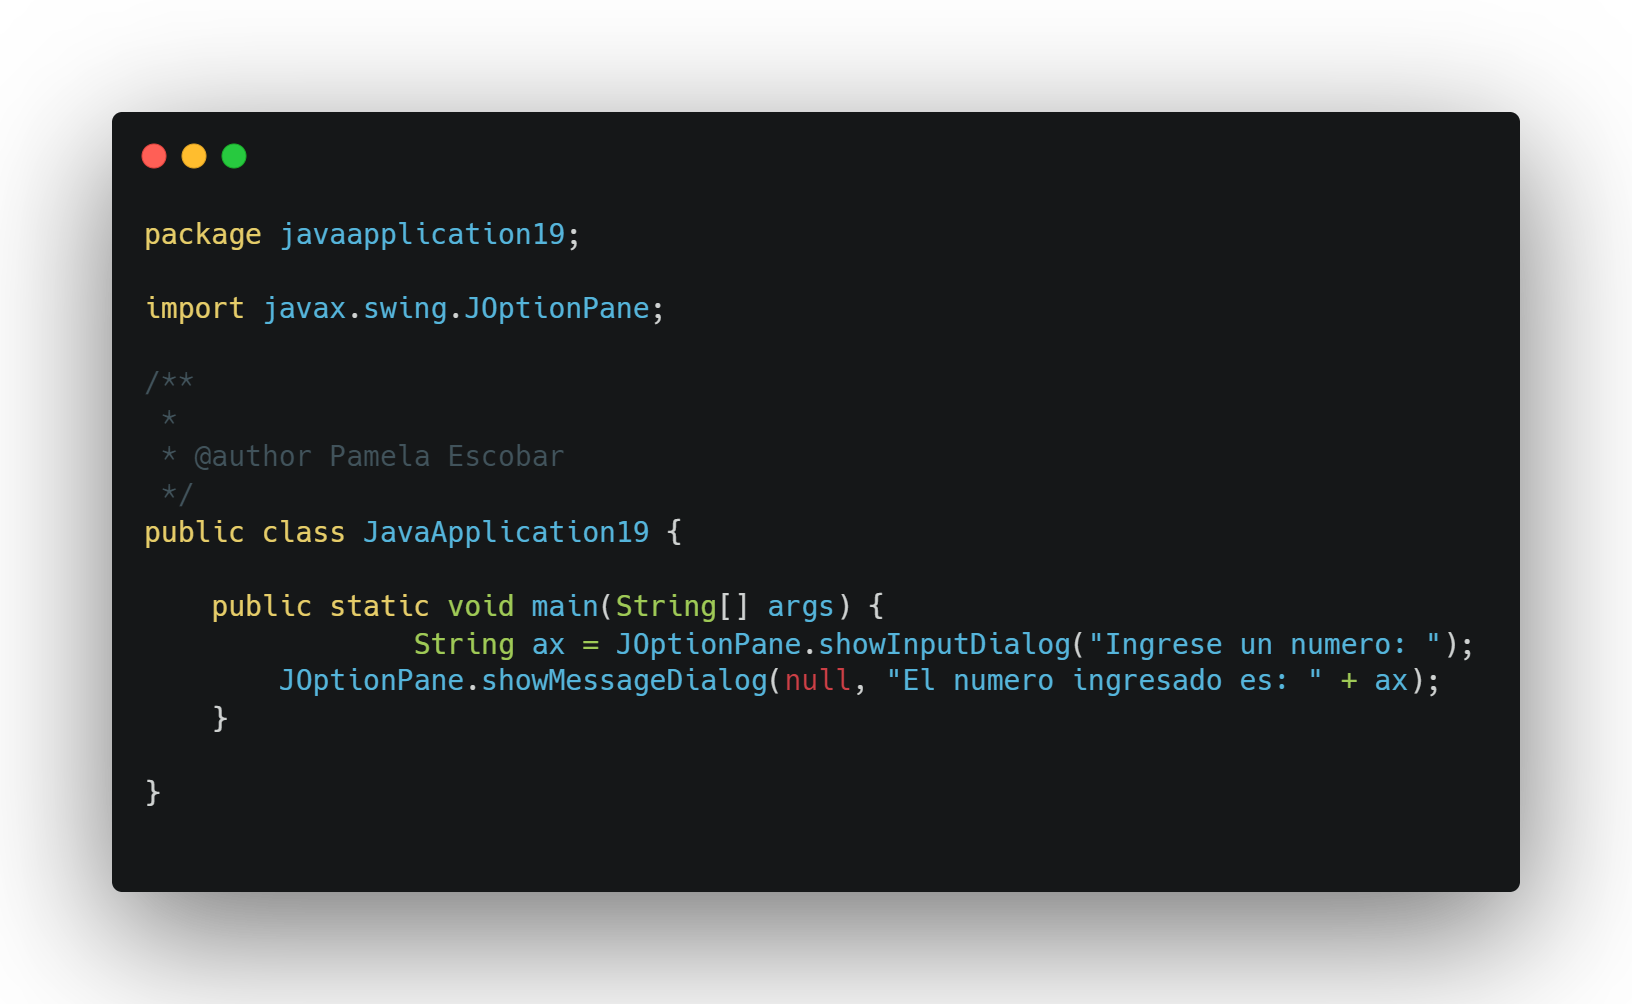 package javaapplication19;
import javax.swing.JOptionPane;
/**
 *
 * @author Pamela Escobar
 */
public class JavaApplication19 {
    public static void main(String[] args) {
                String ax = JOptionPane.showInputDialog("Ingrese un numero: ");
        JOptionPane.showMessageDialog(null, "El numero ingresado es: " + ax);
    }
}